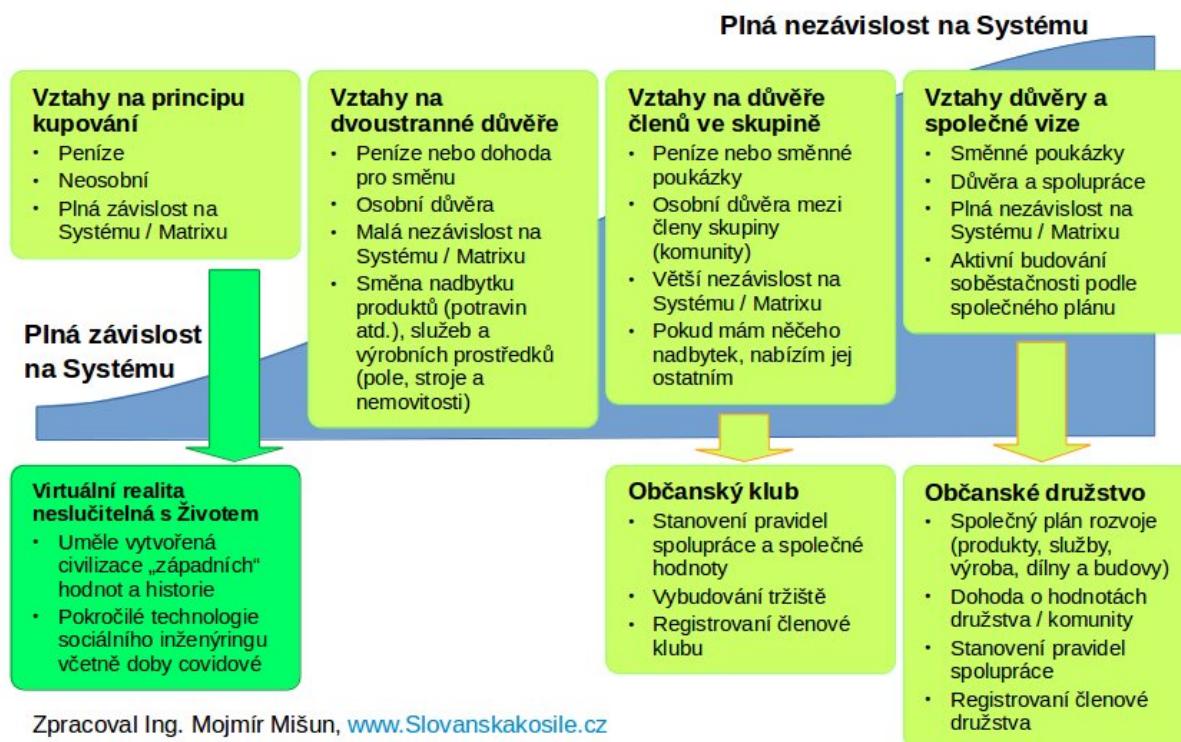 Plná nezávislost na Systému
Vztahy na principu
kupování
• Peníze
• Neosobní
• Plná závislost na
Systému / Matrixu
Vztahy na
dvoustranné důvěře
• Peníze nebo dohoda
pro směnu
• Osobní důvěra
• Malá nezávislost na
Systému / Matrixu
• Směna nadbytku
produktů (potravin
atd.), služeb a
výrobních prostředků
(pole, stroje a
nemovitosti)
Vztahy na důvěře
členů ve skupině
• Peníze nebo směnné
poukázky
• Osobní důvěra mezi
členy skupiny
(komunity)
• Větší nezávislost na
Systému / Matrixu
• Pokud mám něčeho
nadbytek, nabízím jej
ostatním
Vztahy důvěry a
společné vize
• Směnné poukázky
• Důvěra a spolupráce
• Plná nezávislost na
Systému / Matrixu
• Aktivní budování
soběstačnosti podle
společného plánu
Plná závislost
na Systému
Virtuální realita
neslučitelná s Životem
• Uměle vytvořená
civilizace „západních“
hodnot a historie
• Pokročilé technologie
sociálního inženýringu
včetně doby covidové
Občanský klub
• Stanovení pravidel
spolupráce a společné
hodnoty
• Vybudování tržiště
• Registrovaní členové
klubu
Občanské družstvo
• Společný plán rozvoje
(produkty, služby,
výroba, dílny a budovy)
• Dohoda o hodnotách
družstva / komunity
• Stanovení pravidel
spolupráce
• Registrovaní členové
družstva
Zpracoval Ing. Mojmír Mišun, www.Slovanskakosile.cz